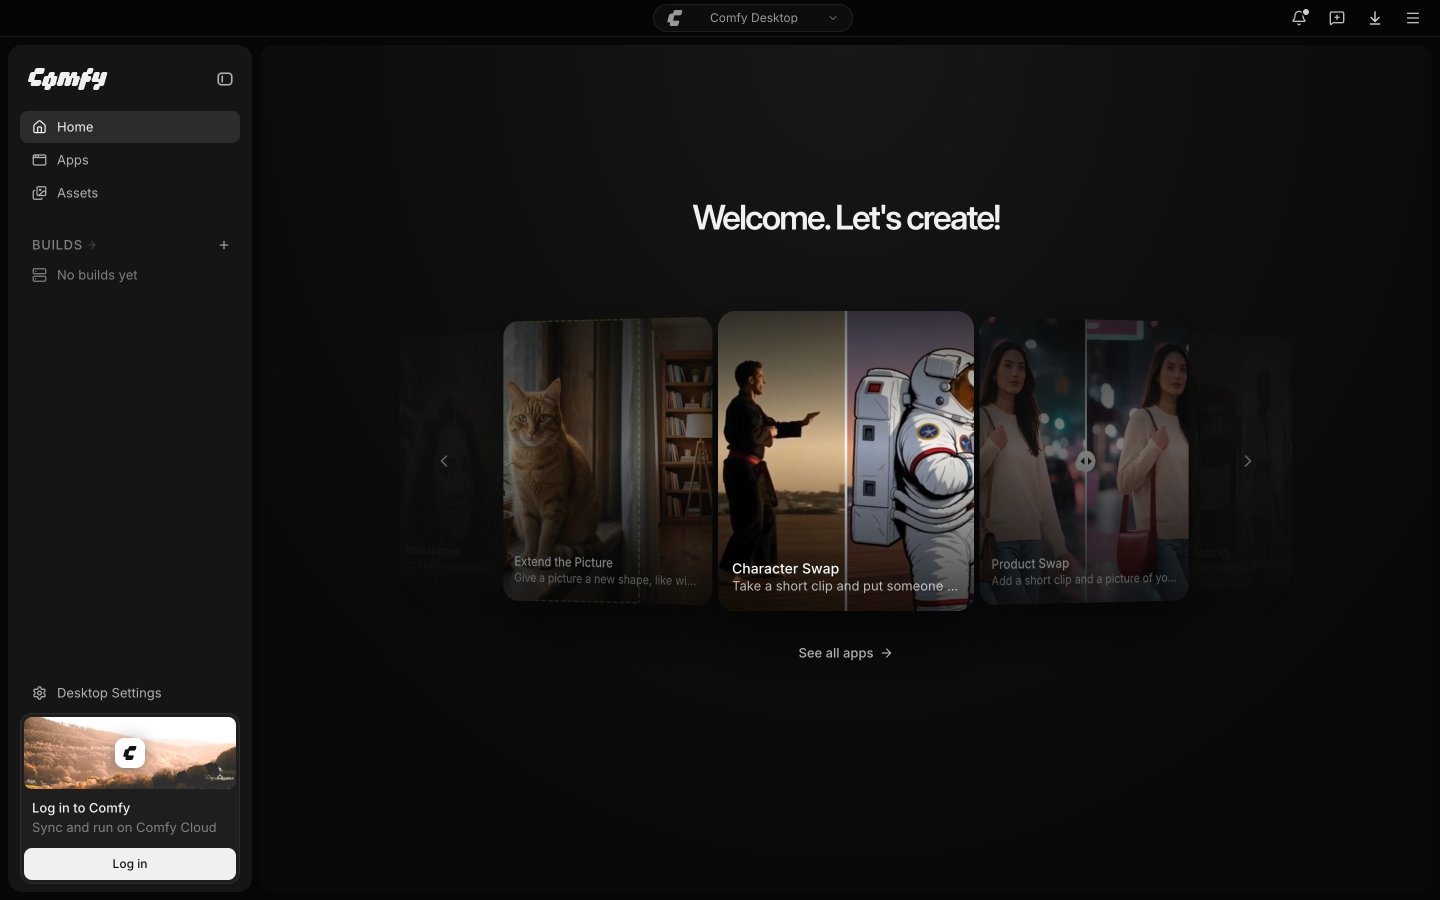 Comfy Desktop
Comfy
Home
Apps
Assets
BUILDS
No builds yet
Welcome. Let's create!
Extend the Picture
Give a picture a new shape, like wi...
Character Swap
Take a short clip and put someone ...
Product Swap
Add a short clip and a picture of yo...
See all apps
Desktop Settings
Log in to Comfy
Sync and run on Comfy Cloud
Log in